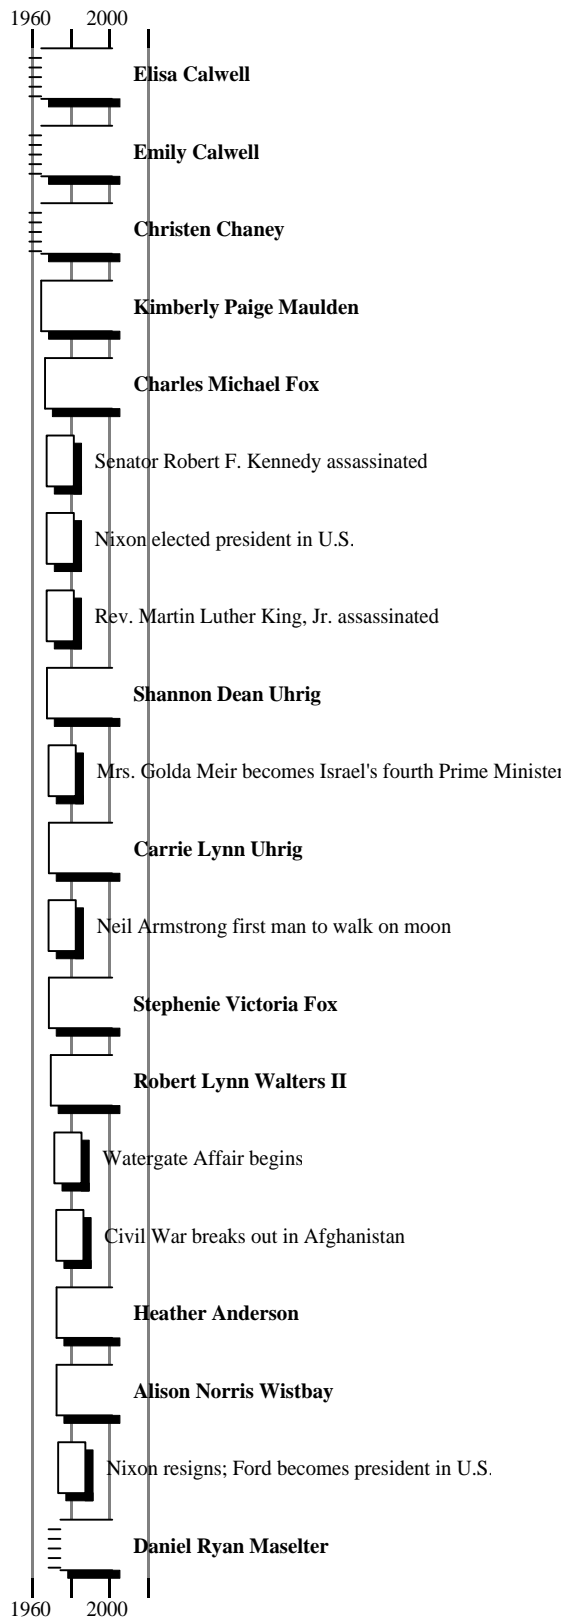 1960 2000
Elisa Calwell
Emily Calwell
Christen Chaney
Kimberly Paige Maulden
Charles Michael Fox
Senator Robert F. Kennedy assassinated
Nixon elected president in U.S.
Rev. Martin Luther King, Jr. assassinated
Shannon Dean Uhrig
Mrs. Golda Meir becomes Israel's fourth Prime Minister
Carrie Lynn Uhrig
Neil Armstrong first man to walk on moon
Stephenie Victoria Fox
Robert Lynn Walters II
Watergate Affair begins
Civil War breaks out in Afghanistan
Heather Anderson
Alison Norris Wistbay
Nixon resigns; Ford becomes president in U.S.
Daniel Ryan Maselter
1960 2000